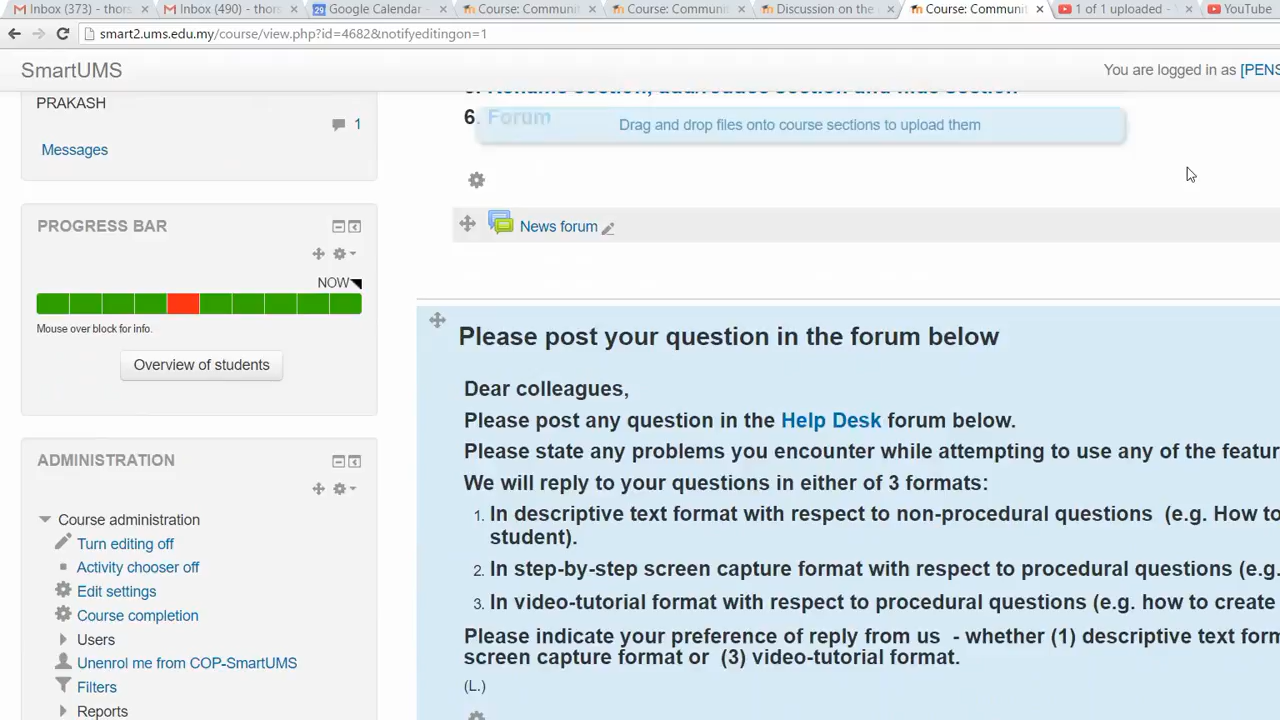 Inbox (373) - thors
Inbox (490) - thors
Google Calendar -
Course: Communi
Course: Communi
Discussion on the
Course: Communi
1 of 1 uploaded - Y
YouTube
smart2.ums.edu.my/course/view.php?id=4682&notifyeditingon=1
SmartUMS
You are logged in as [PENS
PRAKASH
1
Messages
PROGRESS BAR
NOW
Mouse over block for info.
Overview of students
ADMINISTRATION
Course administration
Turn editing off
Activity chooser off
Edit settings
Course completion
Users
Unenrol me from COP-SmartUMS
Filters
Reports
Rename section, add/reduce section and hide section
6. Forum
Drag and drop files onto course sections to upload them
News forum
Please post your question in the forum below
Dear colleagues,
Please post any question in the Help Desk forum below.
Please state any problems you encounter while attempting to use any of the featur
We will reply to your questions in either of 3 formats:
1. In descriptive text format with respect to non-procedural questions (e.g. How to
student).
2. In step-by-step screen capture format with respect to procedural questions (e.g.
3. In video-tutorial format with respect to procedural questions (e.g. how to create
Please indicate your preference of reply from us - whether (1) descriptive text form
screen capture format or (3) video-tutorial format.
(L.)